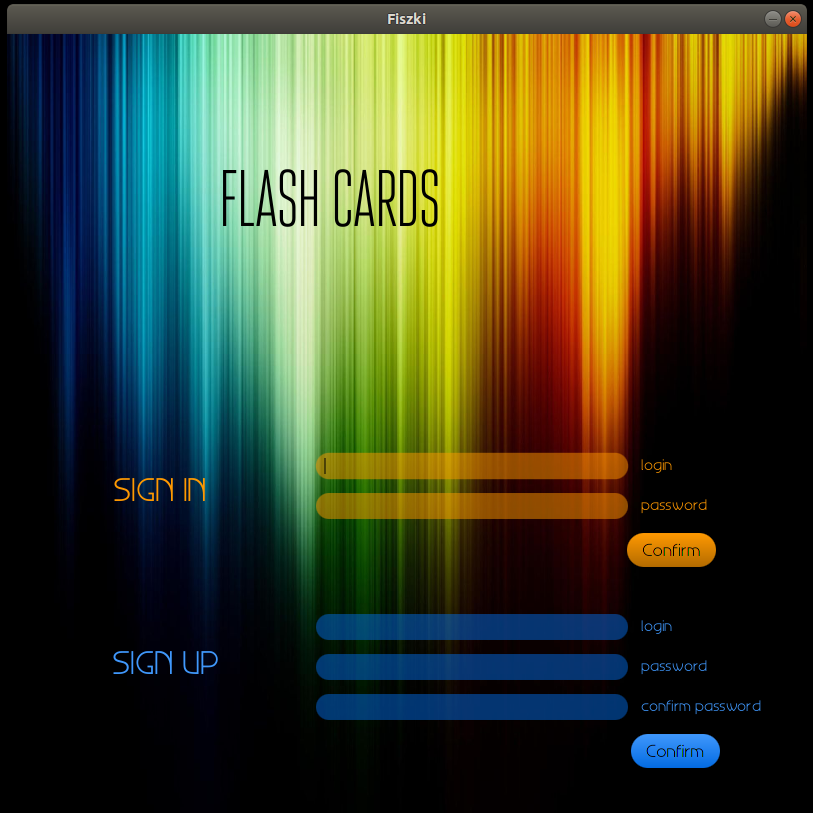 Fiszki
FLASH CARDS
SIGN IN
login
password
Confirm
SIGN UP
login
password
confirm password
Confirm